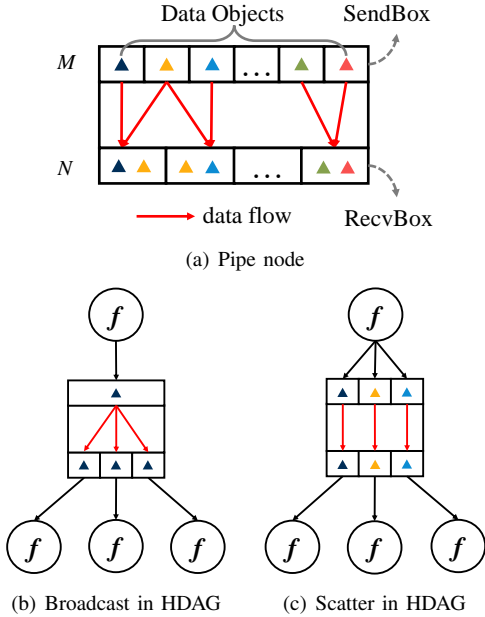 Data Objects
SendBox
M
...
N
...
data flow
RecvBox
(a) Pipe node
f
f
f
f
f
f
f
f
(b) Broadcast in HDAG
(c) Scatter in HDAG